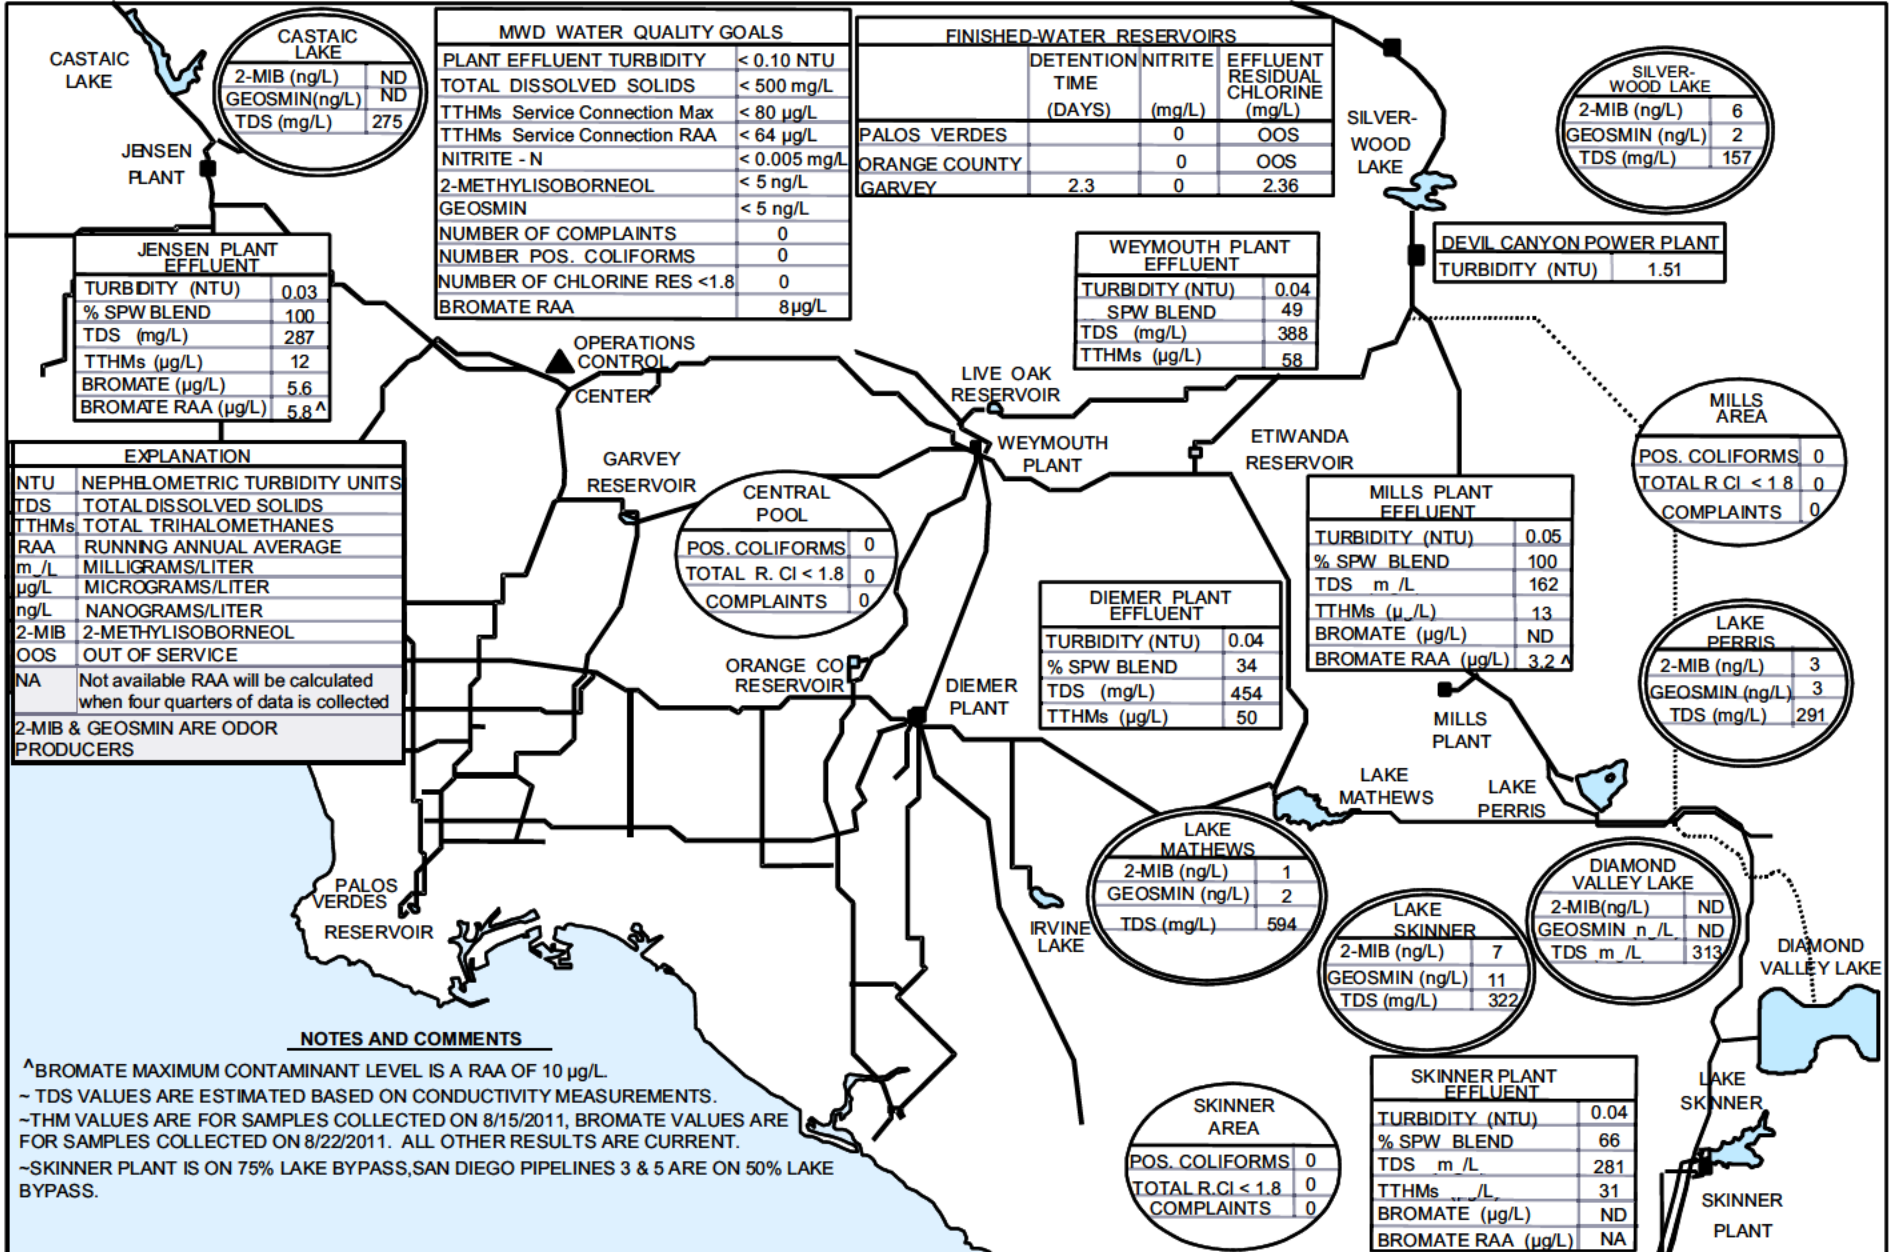 CASTAIC
LAKE
CASTAIC
LAKE
2-MIB (ng/L) ND
GEOSMIN(ng/L) ND
TDS (mg/L) 275
JENSEN
PLANT
MWD WATER QUALITY GOALS
PLANT EFFLUENT TURBIDITY < 0.10 NTU
TOTAL DISSOLVED SOLIDS < 500 mg/L
TTHMs Service Connection Max < 80 µg/L
TTHMs Service Connection RAA < 64 µg/L
NITRITE - N < 0.005 mg/L
2-METHYLISOBORNEOL < 5 ng/L
GEOSMIN < 5 ng/L
NUMBER OF COMPLAINTS 0
NUMBER POS. COLIFORMS 0
NUMBER OF CHLORINE RES <1.8 0
BROMATE RAA 8µg/L
FINISHED-WATER RESERVOIRS
DETENTION NITRITE EFFLUENT
RESIDUAL
TIME CHLORINE
(DAYS) (mg/L) (mg/L)
PALOS VERDES 0 OOS
ORANGE COUNTY 0 OOS
GARVEY 2.3 0 2.36
SILVER-
WOOD
LAKE
SILVER-
WOOD LAKE
2-MIB (ng/L) 6
GEOSMIN (ng/L) 2
TDS (mg/L) 157
DEVIL CANYON POWER PLANT
TURBIDITY (NTU) 1.51
JENSEN PLANT
EFFLUENT
TURBIDITY (NTU) 0.03
% SPW BLEND 100
TDS (mg/L) 287
TTHMs (µg/L) 12
BROMATE (µg/L) 5.6
BROMATE RAA (µg/L) 5.8^
WEYMOUTH PLANT
EFFLUENT
TURBIDITY (NTU) 0.04
SPW BLEND 49
TDS (mg/L) 388
TTHMs (µg/L) 58
OPERATIONS
CONTROL
CENTER
LIVE OAK
RESERVOIR
WEYMOUTH
PLANT
ETIWANDA
RESERVOIR
GARVEY
RESERVOIR
MILLS
AREA
POS. COLIFORMS 0
TOTAL R Cl < 1 8 0
COMPLAINTS 0
EXPLANATION
NTU NEPHELOMETRIC TURBIDITY UNITS
TDS TOTAL DISSOLVED SOLIDS
TTHMs TOTAL TRIHALOMETHANES
RAA RUNNING ANNUAL AVERAGE
m_/L MILLIGRAMS/LITER
µg/L MICROGRAMS/LITER
ng/L NANOGRAMS/LITER
2-MIB 2-METHYLISOBORNEOL
OOS OUT OF SERVICE
NA Not available RAA will be calculated
when four quarters of data is collected
2-MIB & GEOSMIN ARE ODOR
PRODUCERS
CENTRAL
POOL
POS. COLIFORMS 0
TOTAL R. Cl < 1.8 0
COMPLAINTS 0
MILLS PLANT
EFFLUENT
TURBIDITY (NTU) 0.05
% SPW BLEND 100
TDS m /L 162
TTHMs (µ_/L) 13
BROMATE (µg/L) ND
BROMATE RAA (µg/L) 3.2 ^
DIEMER PLANT
EFFLUENT
TURBIDITY (NTU) 0.04
% SPW BLEND 34
TDS (mg/L) 454
TTHMs (µg/L) 50
ORANGE CO
RESERVOIR
DIEMER
PLANT
LAKE
PERRIS
2-MIB (ng/L) 3
GEOSMIN (ng/L) 3
TDS (mg/L) 291
MILLS
PLANT
LAKE
MATHEWS
LAKE
PERRIS
LAKE
MATHEWS
2-MIB (ng/L) 1
GEOSMIN (ng/L) 2
TDS (mg/L) 594
DIAMOND
VALLEY LAKE
2-MIB(ng/L) ND
GEOSMIN n_/L ND
TDS m_/L 313
PALOS
VERDES
RESERVOIR
IRVINE
LAKE
LAKE
SKINNER
2-MIB (ng/L) 7
GEOSMIN (ng/L) 11
TDS (mg/L) 322
DIAMOND
VALLEY LAKE
NOTES AND COMMENTS
^BROMATE MAXIMUM CONTAMINANT LEVEL IS A RAA OF 10 µg/L.
~ TDS VALUES ARE ESTIMATED BASED ON CONDUCTIVITY MEASUREMENTS.
~THM VALUES ARE FOR SAMPLES COLLECTED ON 8/15/2011, BROMATE VALUES ARE
FOR SAMPLES COLLECTED ON 8/22/2011. ALL OTHER RESULTS ARE CURRENT.
~SKINNER PLANT IS ON 75% LAKE BYPASS,SAN DIEGO PIPELINES 3 & 5 ARE ON 50% LAKE
BYPASS.
SKINNER
AREA
POS. COLIFORMS 0
TOTAL R.Cl < 1.8 0
COMPLAINTS 0
SKINNER PLANT
EFFLUENT
TURBIDITY (NTU) 0.04
% SPW BLEND 66
TDS m_/L 281
TTHMs /L 31
BROMATE (µg/L) ND
BROMATE RAA (µg/L) NA
LAKE
SKINNER
SKINNER
PLANT